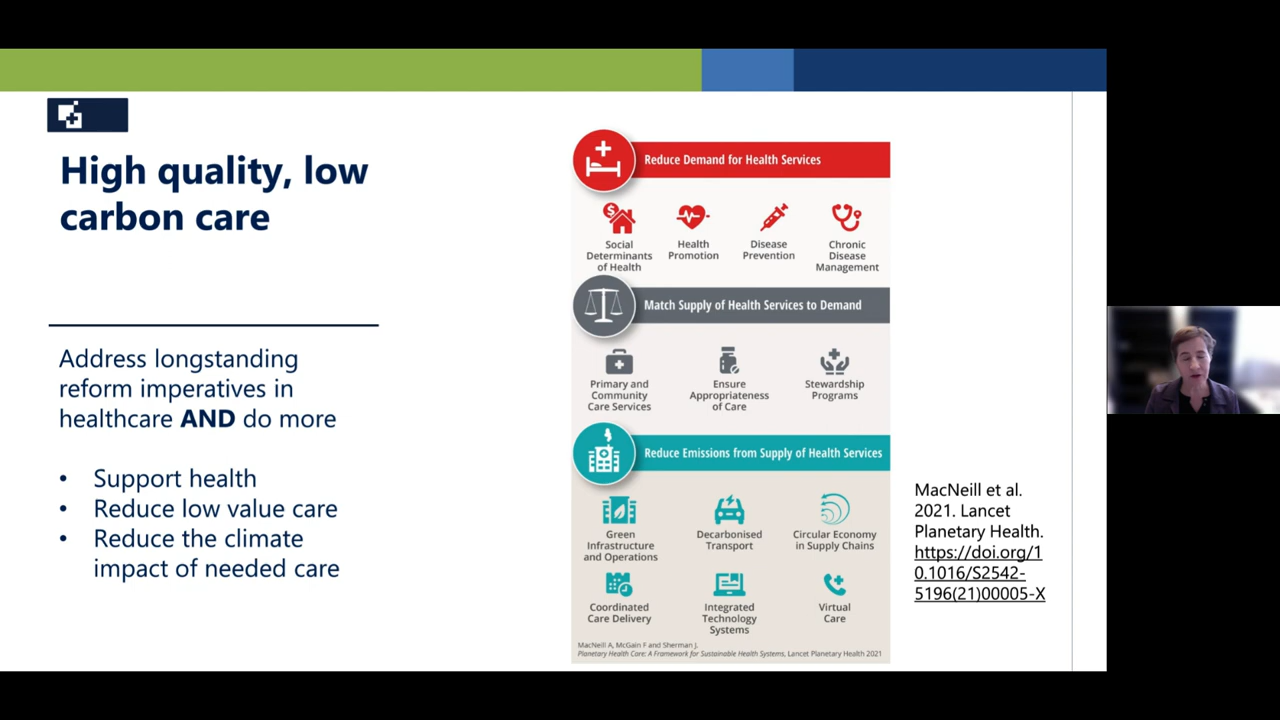 High quality, low
carbon care
Address longstanding
reform imperatives in
healthcare AND do more
• Support health
• Reduce low value care
• Reduce the climate
impact of needed care
Reduce Demand for Health Services
Social
Determinants
of Health
Health
Promotion
Disease
Prevention
Chronic
Disease
Management
Match Supply of Health Services to Demand
Primary and
Community
Care Services
Ensure
Appropriateness
of Care
Stewardship
Programs
Reduce Emissions from Supply of Health Services
Green
Infrastructure
and Operations
Decarbonised
Transport
Circular Economy
in Supply Chains
Coordinated
Care Delivery
Integrated
Technology
Systems
Virtual
Care
MacNeill A, McGain F and Sherman J.
Planetary Health Care: A Framework for Sustainable Health Systems, Lancet Planetary Health 2021
MacNeill et al.
2021. Lancet
Planetary Health.
https://doi.org/1
0.1016/S2542-
5196(21)00005-X